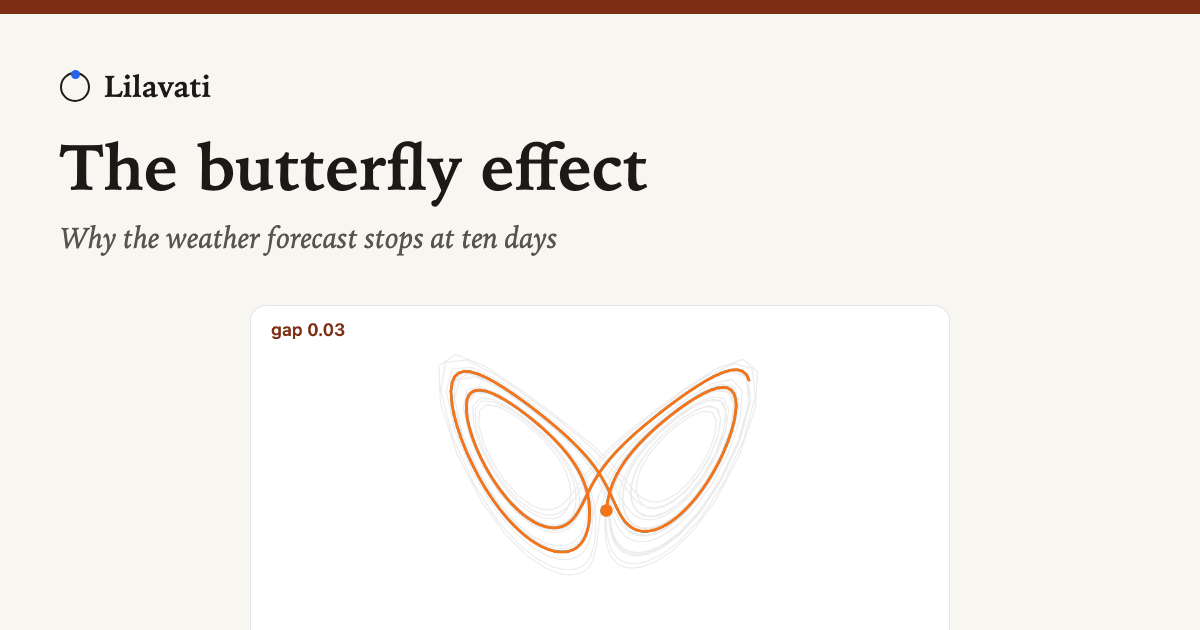 Lilavati
The butterfly effect
Why the weather forecast stops at ten days
gap 0.03